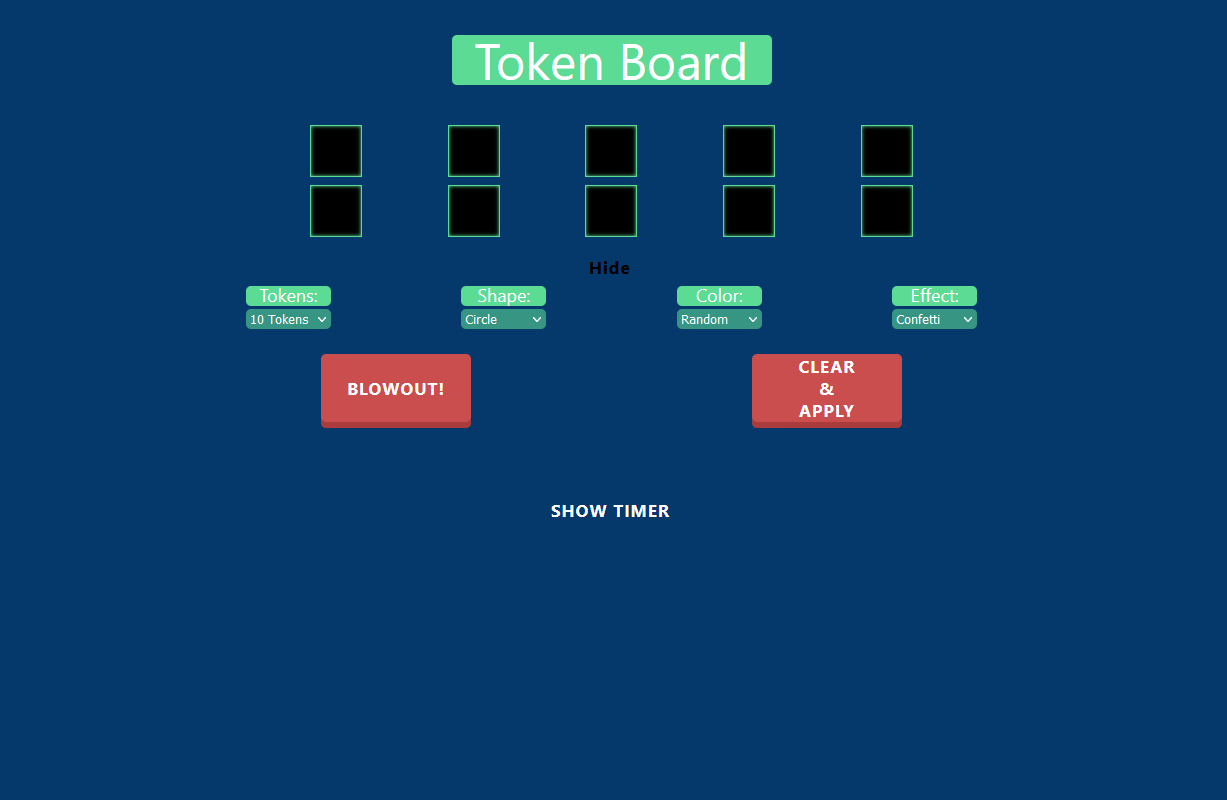 Token Board
Hide
Tokens: Shape: Color: Effect:
10 Tokens Circle Random Confetti
BLOWOUT!
CLEAR
&
APPLY
SHOW TIMER